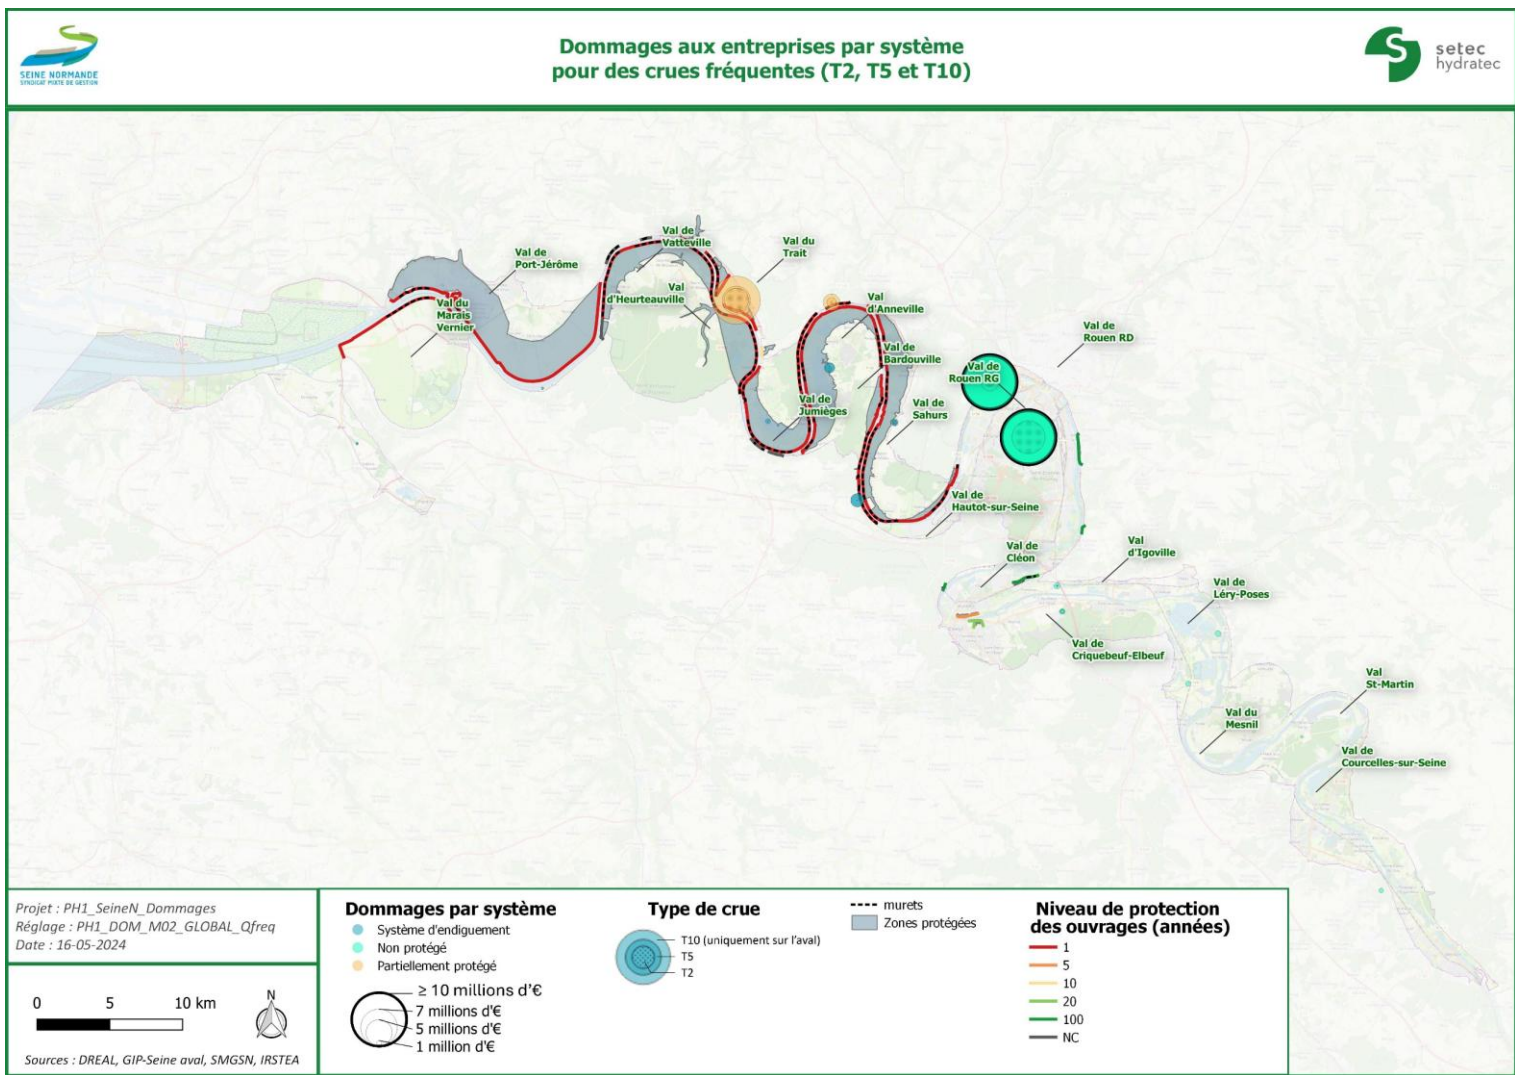 SEINE NORMANDE
SYNDICAT MIXTE DE GESTION
Dommages aux entreprises par système
pour des crues fréquentes (T2, T5 et T10)
setec
hydratec
Val de
Port-Jérôme
Val de
Vatteville
Val du
Trait
Val
d'Heurteauville
Val du
Marais
Vernier
Val
d'Anneville
Val de
Bardouville
Val de
Rouen RD
Val de
Rouen RG
Val de
Jumièges
Val de
Sahurs
Val de
Hautot-sur-Seine
Val de
Cléon
Val
d'Igoville
Val de
Léry-Poses
Val de
Criquebeuf-Elbeuf
Val
St-Martin
Val du
Mesnil
Val de
Courcelles-sur-Seine
Projet : PH1_SeineN_Dommages
Réglage : PH1_DOM_M02_GLOBAL_Qfreq
Date : 16-05-2024
0 5 10 km
N
Sources : DREAL, GIP-Seine aval, SMGSN, IRSTEA
Dommages par système
Système d'endiguement
Non protégé
Partiellement protégé
≥ 10 millions d'€
7 millions d'€
5 millions d'€
1 million d'€
Type de crue
T10 (uniquement sur l'aval)
T5
T2
murets
Zones protégées
Niveau de protection
des ouvrages (années)
1
5
10
20
100
NC